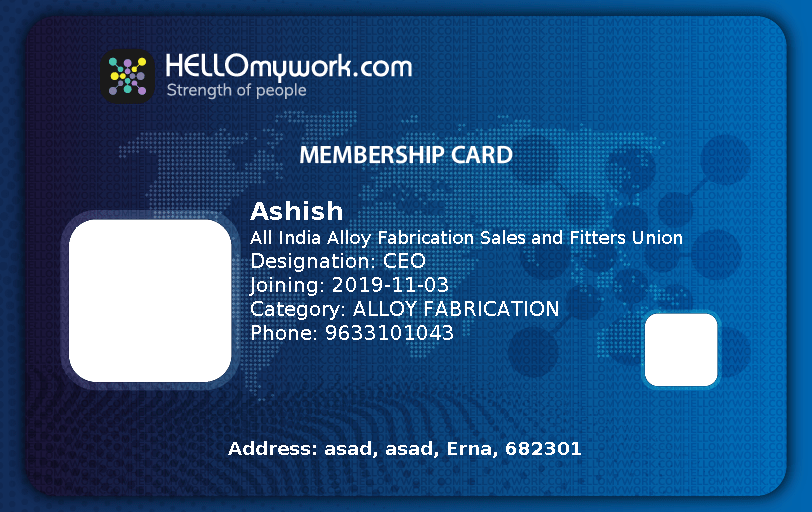 HELLOmywork.com
Strength of people
MEMBERSHIP CARD
Ashish
All India Alloy Fabrication Sales and Fitters Union
Designation: CEO
Joining: 2019-11-03
Category: ALLOY FABRICATION
Phone: 9633101043
Address: asad, asad, Erna, 682301